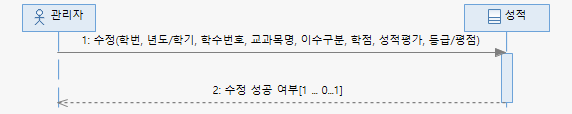 관리자
성적
1: 수정(학번, 년도/학기, 학수번호, 교과목명, 이수구분, 학점, 성적평가, 등급/평점)
2: 수정 성공 여부[1 ... 0...1]